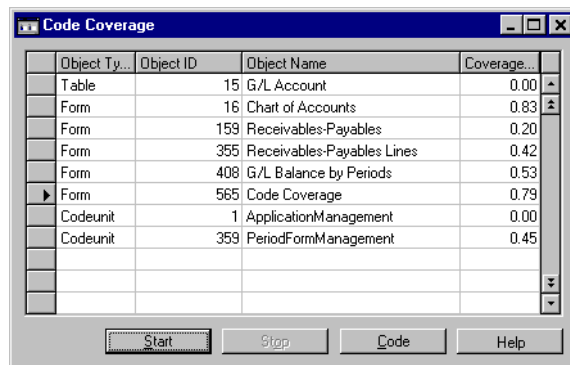 Code Coverage
Object Ty... Object ID Object Name Coverage...
Table 15 G/L Account 0.00
Form 16 Chart of Accounts 0.83
Form 159 Receivables-Payables 0.20
Form 355 Receivables-Payables Lines 0.42
Form 408 G/L Balance by Periods 0.53
Form 565 Code Coverage 0.79
Codeunit 1 ApplicationManagement 0.00
Codeunit 359 PeriodFormManagement 0.45
Start Stop Code Help